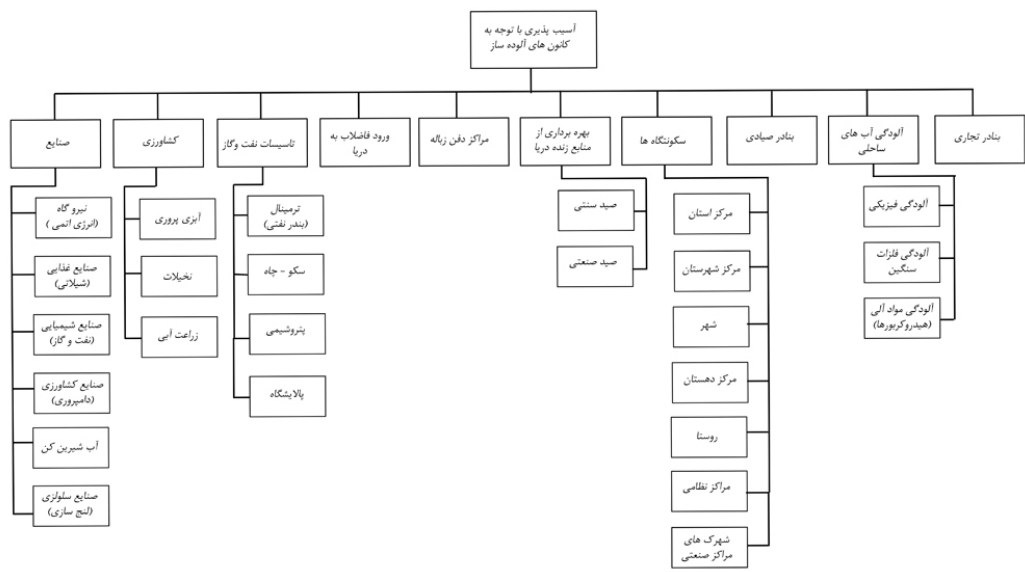 آسیب پذیری با توجه به
کانون های آلوده ساز
بنادر تجاری
آلودگی آب های
ساحلی
بنادر صیادی
سکونتگاه ها
بهره برداری از
منابع زنده دریا
مراکز دفن زباله
ورود فاضلاب به
دریا
تاسیسات نفت وگاز
کشاورزی
صنایع
آلودگی فیزیکی
آلودگی فلزات
سنگین
آلودگی مواد آلی
(هیدروکربورها)
مرکز استان
مرکز شهرستان
شهر
مرکز دهستان
روستا
مراکز نظامی
شهرک های
مراکز صنعتی
صید سنتی
صید صنعتی
ترمینال
(بندر نفتی)
سکو - چاه
پتروشیمی
پالایشگاه
آبزی پروری
نخیلات
زراعت آبی
نیرو گاه
(انرژی اتمی )
صنایع غذایی
(شیلاتی)
صنایع شیمیایی
(نفت و گاز)
صنایع کشاورزی
(دامپروری)
آب شیرین کن
صنایع سلولزی
(لنج سازی)